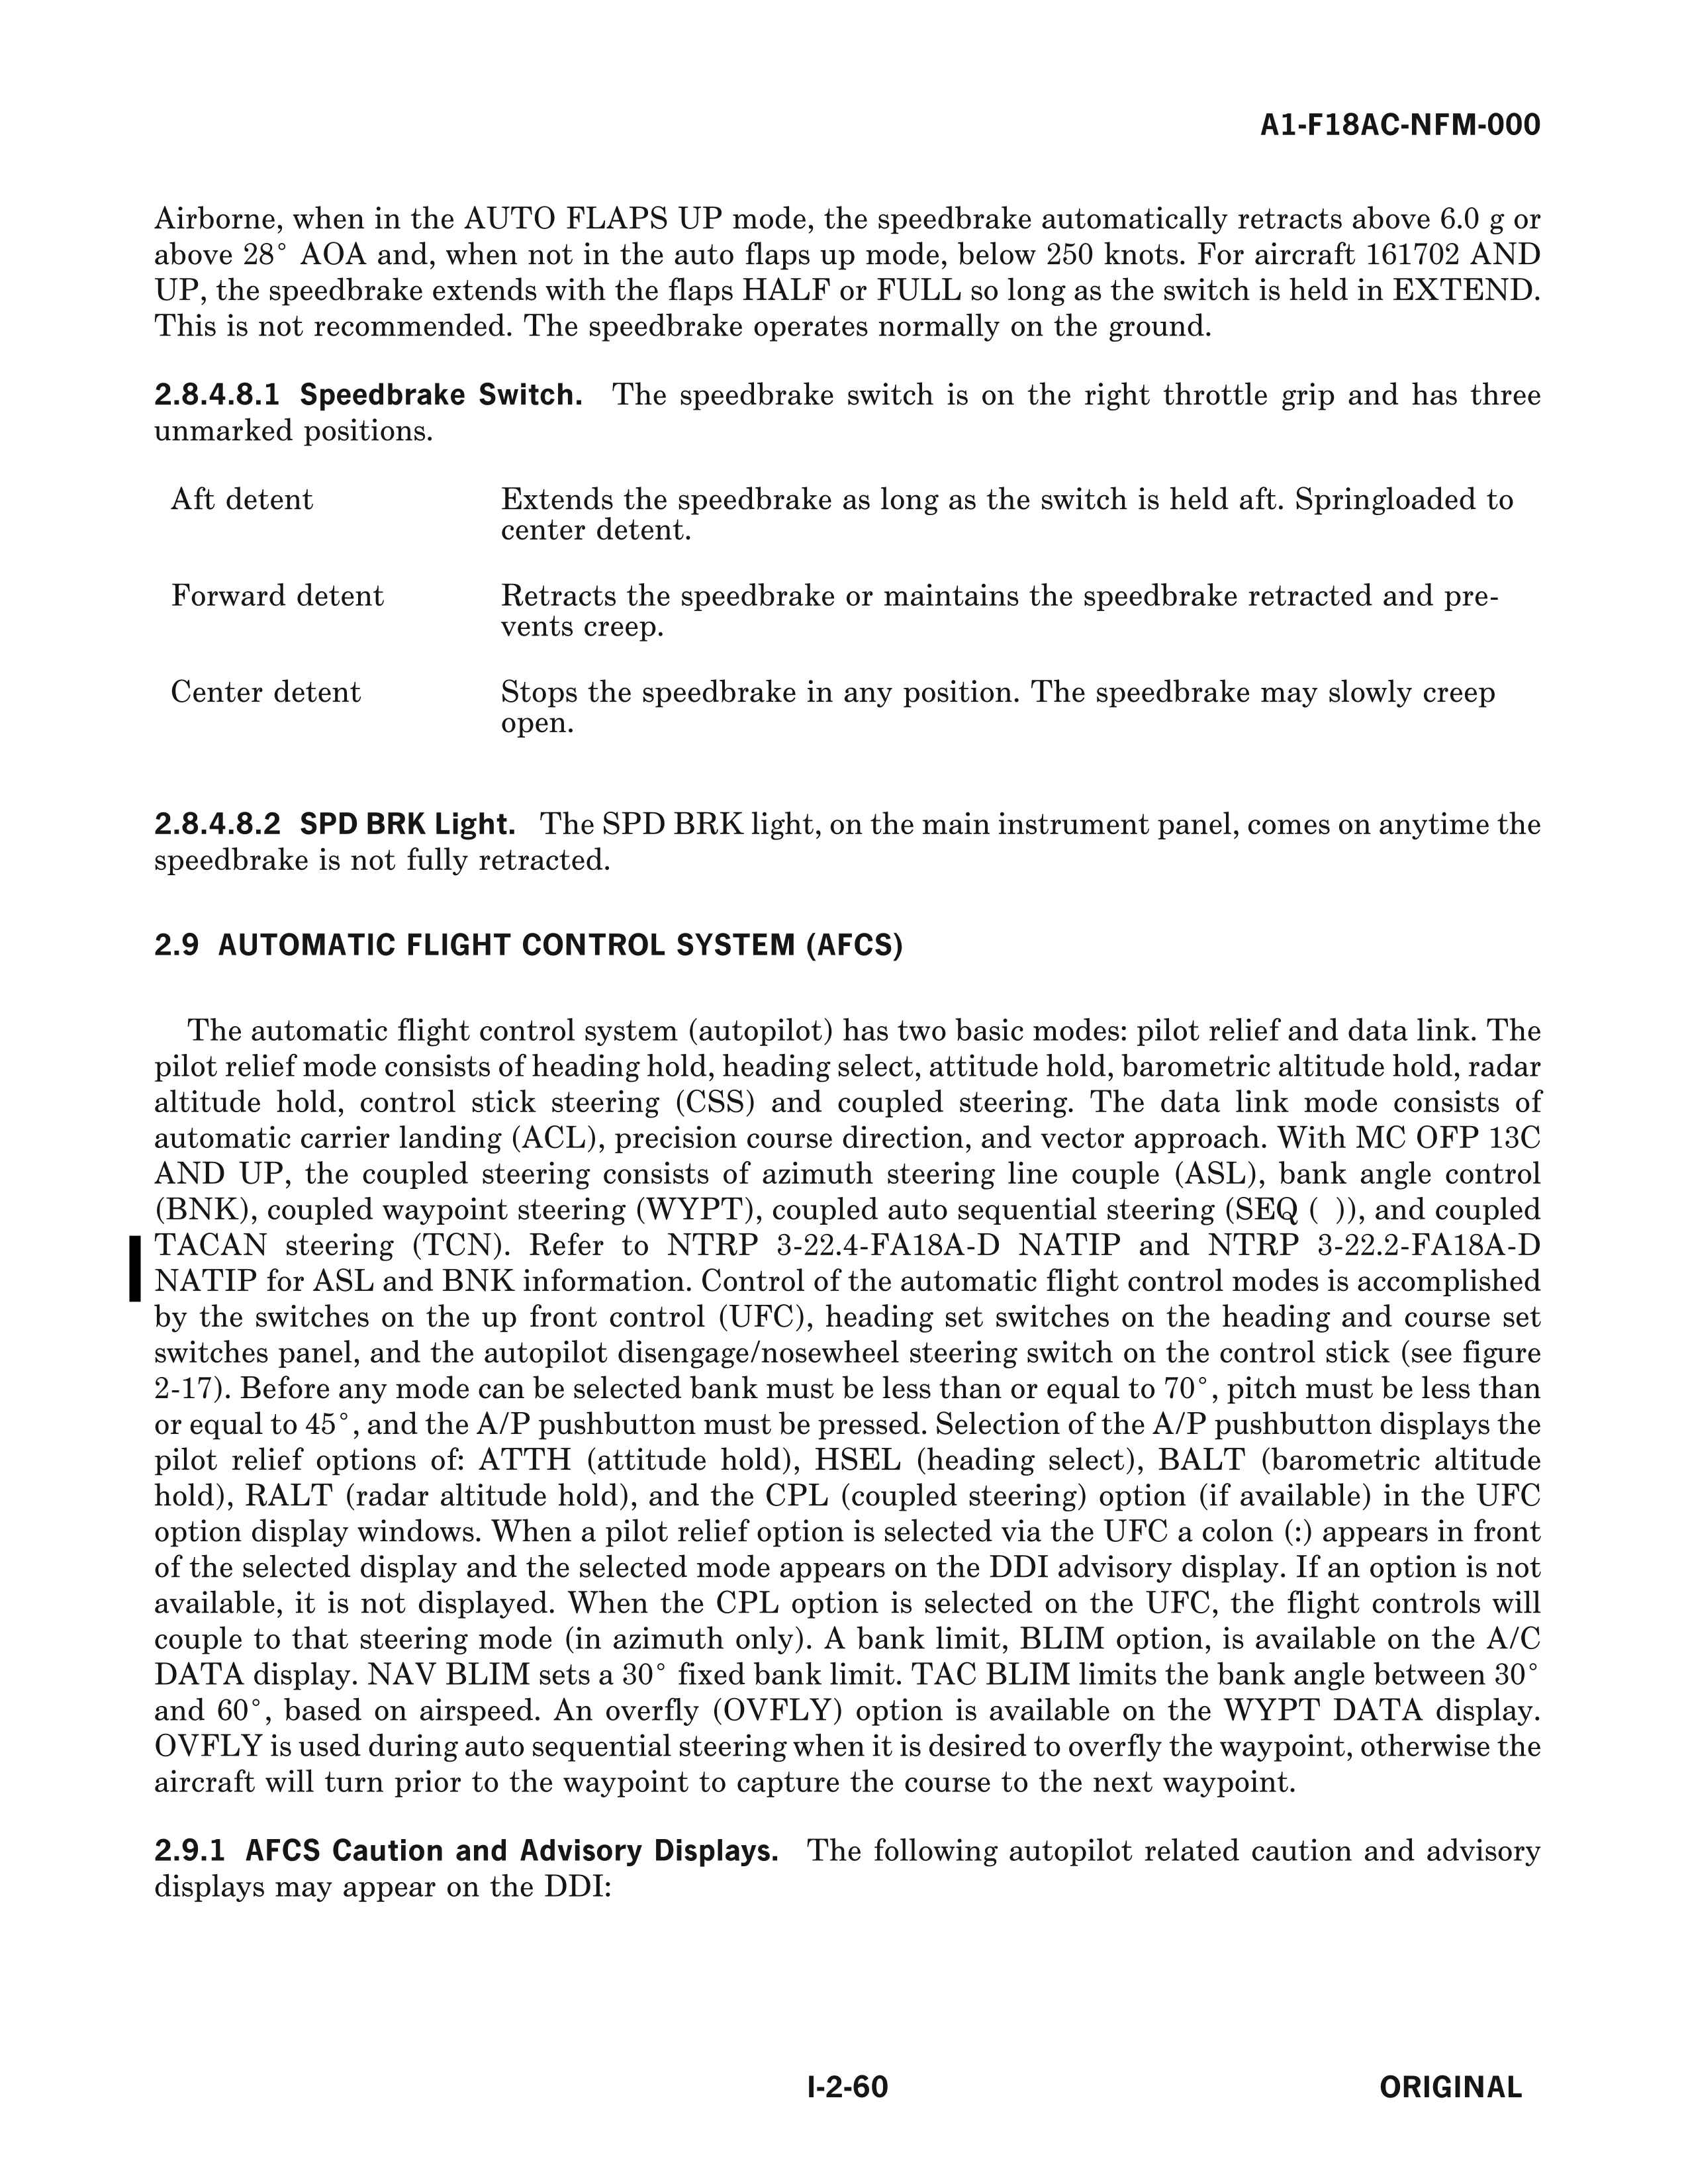 A1-F18AC-NFM-000
Airborne, when in the AUTO FLAPS UP mode, the speedbrake automatically retracts above 6.0 g or
above 28° AOA and, when not in the auto flaps up mode, below 250 knots. For aircraft 161702 AND
UP, the speedbrake extends with the flaps HALF or FULL so long as the switch is held in EXTEND.
This is not recommended. The speedbrake operates normally on the ground.
2.8.4.8.1 Speedbrake Switch. The speedbrake switch is on the right throttle grip and has three
unmarked positions.
Aft detent Extends the speedbrake as long as the switch is held aft. Springloaded to
center detent.
Forward detent Retracts the speedbrake or maintains the speedbrake retracted and pre-
vents creep.
Center detent Stops the speedbrake in any position. The speedbrake may slowly creep
open.
2.8.4.8.2 SPD BRK Light. The SPD BRK light, on the main instrument panel, comes on anytime the
speedbrake is not fully retracted.
2.9 AUTOMATIC FLIGHT CONTROL SYSTEM (AFCS)
The automatic flight control system (autopilot) has two basic modes: pilot relief and data link. The
pilot relief mode consists of heading hold, heading select, attitude hold, barometric altitude hold, radar
altitude hold, control stick steering (CSS) and coupled steering. The data link mode consists of
automatic carrier landing (ACL), precision course direction, and vector approach. With MC OFP 13C
AND UP, the coupled steering consists of azimuth steering line couple (ASL), bank angle control
(BNK), coupled waypoint steering (WYPT), coupled auto sequential steering (SEQ ( )), and coupled
TACAN steering (TCN). Refer to NTRP 3-22.4-FA18A-D NATIP and NTRP 3-22.2-FA18A-D
NATIP for ASL and BNK information. Control of the automatic flight control modes is accomplished
by the switches on the up front control (UFC), heading set switches on the heading and course set
switches panel, and the autopilot disengage/nosewheel steering switch on the control stick (see figure
2-17). Before any mode can be selected bank must be less than or equal to 70°, pitch must be less than
or equal to 45°, and the A/P pushbutton must be pressed. Selection of the A/P pushbutton displays the
pilot relief options of: ATTH (attitude hold), HSEL (heading select), BALT (barometric altitude
hold), RALT (radar altitude hold), and the CPL (coupled steering) option (if available) in the UFC
option display windows. When a pilot relief option is selected via the UFC a colon (:) appears in front
of the selected display and the selected mode appears on the DDI advisory display. If an option is not
available, it is not displayed. When the CPL option is selected on the UFC, the flight controls will
couple to that steering mode (in azimuth only). A bank limit, BLIM option, is available on the A/C
DATA display. NAV BLIM sets a 30° fixed bank limit. TAC BLIM limits the bank angle between 30°
and 60°, based on airspeed. An overfly (OVFLY) option is available on the WYPT DATA display.
OVFLY is used during auto sequential steering when it is desired to overfly the waypoint, otherwise the
aircraft will turn prior to the waypoint to capture the course to the next waypoint.
2.9.1 AFCS Caution and Advisory Displays. The following autopilot related caution and advisory
displays may appear on the DDI:
I-2-60 ORIGINAL